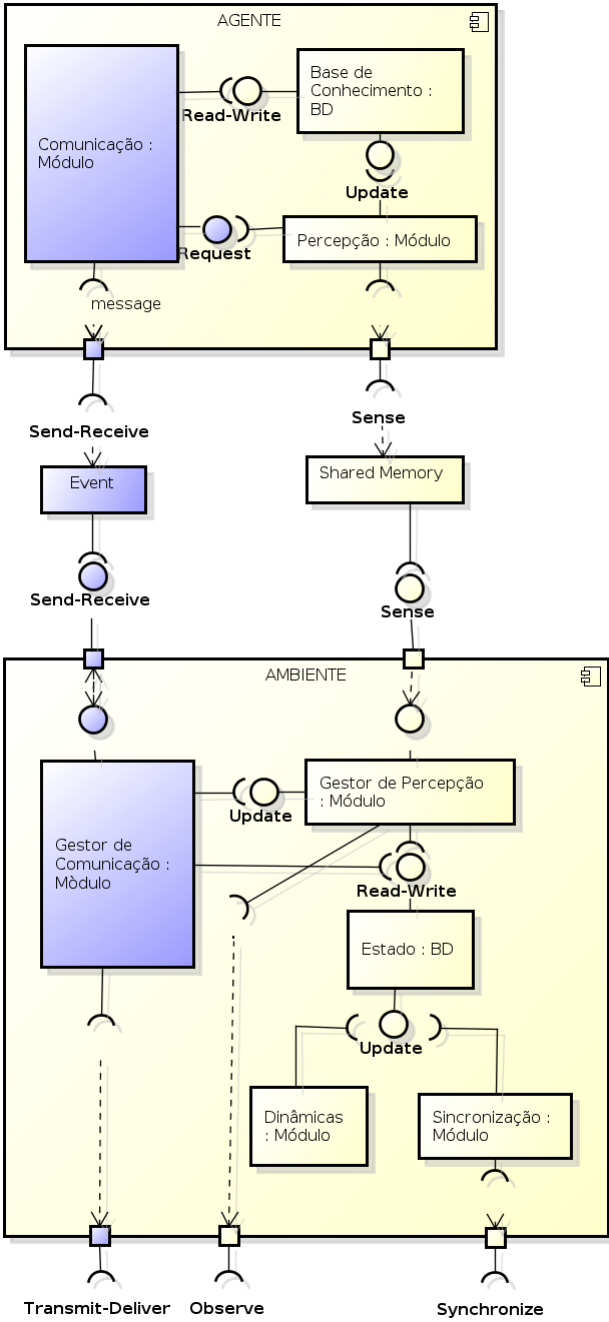 AGENTE
Base de
Conhecimento :
BD
Comunicação :
Módulo
Read-Write
Update
Percepção : Módulo
Request
message
Send-Receive
Sense
Event
Shared Memory
Send-Receive
Sense
AMBIENTE
Gestor de Percepção
: Módulo
Update
Gestor de
Comunicação :
Mòdulo
Read-Write
Estado : BD
Update
Dinâmicas
: Módulo
Sincronização :
Módulo
Transmit-Deliver
Observe
Synchronize